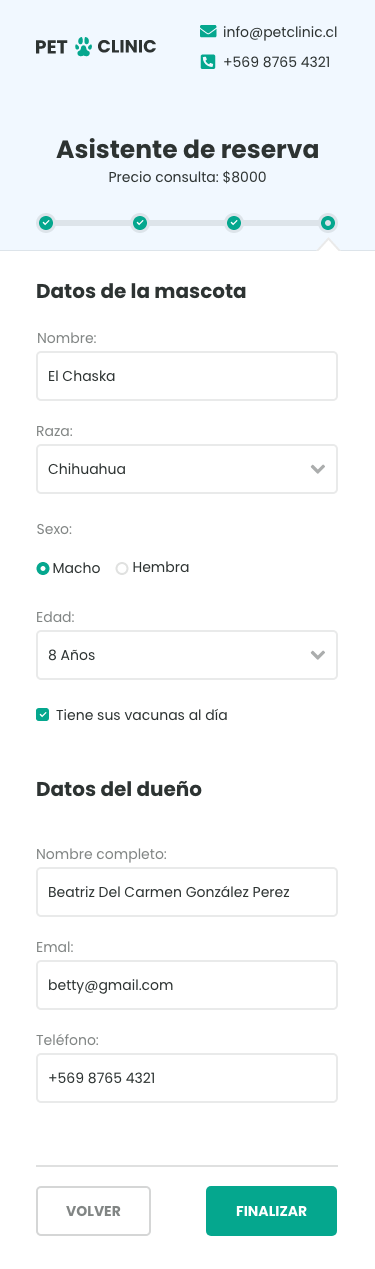 PET CLINIC
info@petclinic.cl
+569 8765 4321
Asistente de reserva
Precio consulta: $8000
Datos de la mascota
Nombre:
El Chaska
Raza:
Chihuahua
Sexo:
Macho Hembra
Edad:
8 Años
Tiene sus vacunas al día
Datos del dueño
Nombre completo:
Beatriz Del Carmen González Perez
Emal:
betty@gmail.com
Teléfono:
+569 8765 4321
VOLVER FINALIZAR